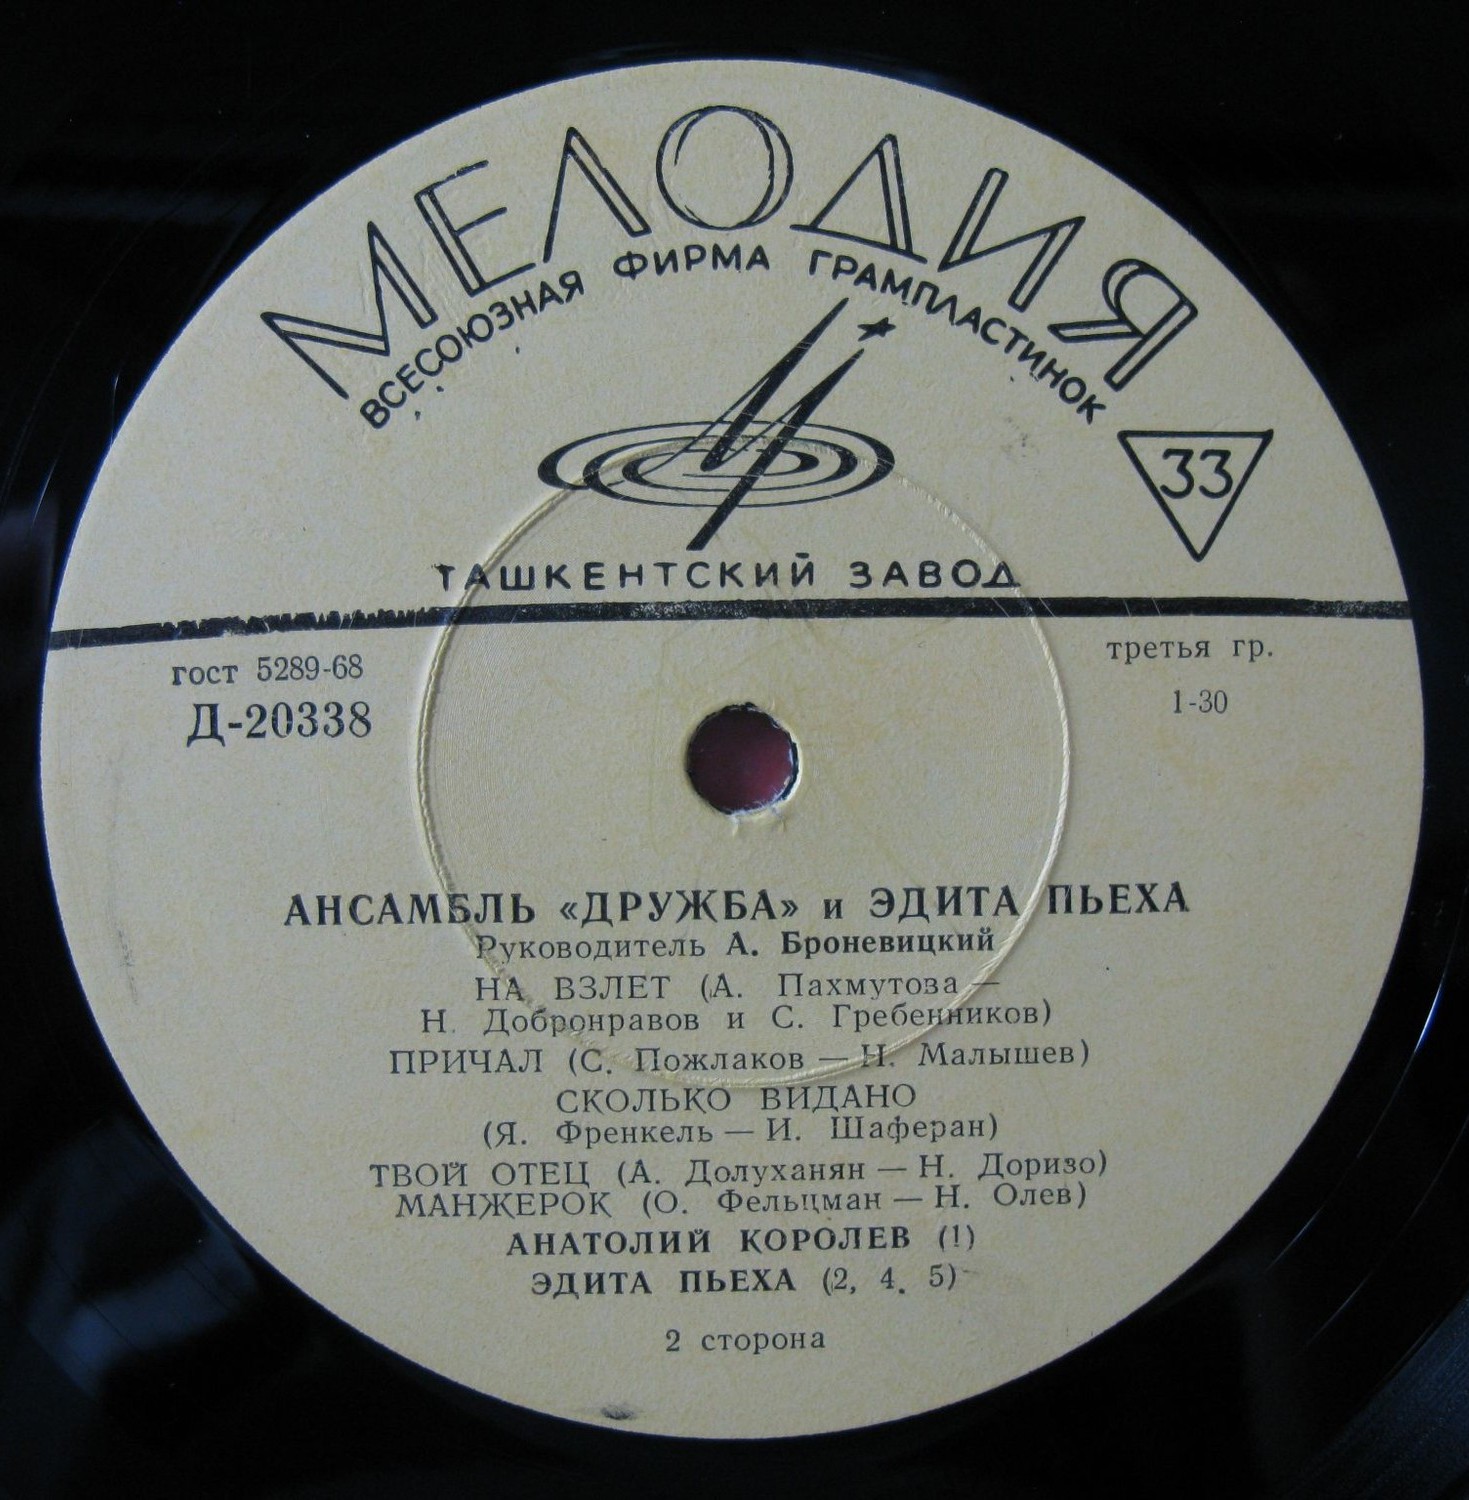 МЕЛОДИЯ
ВСЕСОЮЗНАЯ ФИРМА ГРАМПЛАСТИНОК
33
ТАШКЕНТСКИЙ ЗАВОД
гост 5289-68
третья гр.
Д-20338
1-30
АНСАМБЛЬ «ДРУЖБА» и ЭДИТА ПЬЕХА
Руководитель А. Броневицкий
НА ВЗЛЕТ (А. Пахмутова —
Н. Добронравов и С. Гребенников)
ПРИЧАЛ (С. Пожлаков — Н. Малышев)
СКОЛЬКО ВИДАНО
(Я. Френкель — И. Шаферан)
ТВОЙ ОТЕЦ (А. Долуханян — Н. Доризо)
МАНЖЕРОК (О. Фельцман — Н. Олев)
АНАТОЛИЙ КОРОЛЕВ (1)
ЭДИТА ПЬЕХА (2, 4. 5)
2 сторона